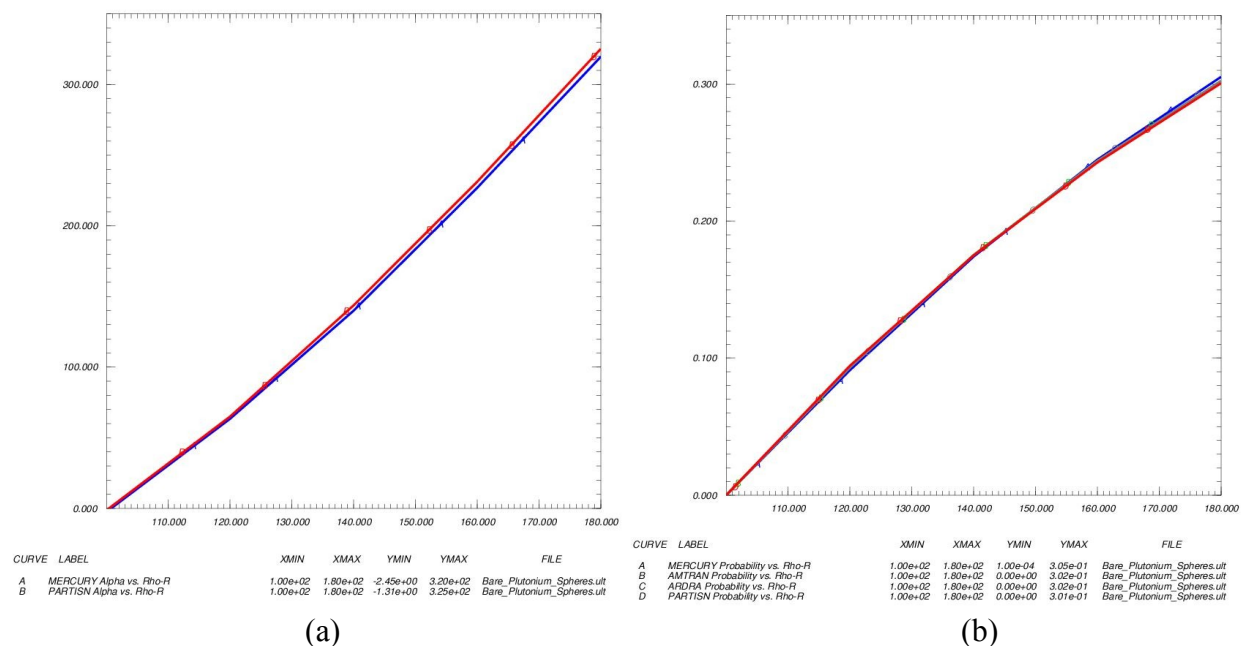 300.000
200.000
100.000
0.000
110.000 120.000 130.000 140.000 150.000 160.000 170.000 180.000
CURVE LABEL XMIN XMAX YMIN YMAX FILE
A MERCURY Alpha vs. Rho-R 1.00e+02 1.80e+02 -2.45e+00 3.20e+02 Bare_Plutonium_Spheres.ult
B PARTISN Alpha vs. Rho-R 1.00e+02 1.80e+02 -1.31e+00 3.25e+02 Bare_Plutonium_Spheres.ult
(a)
0.300
0.200
0.100
0.000
110.000 120.000 130.000 140.000 150.000 160.000 170.000 180.000
CURVE LABEL XMIN XMAX YMIN YMAX FILE
A MERCURY Probability vs. Rho-R 1.00e+02 1.80e+02 1.00e-04 3.05e-01 Bare_Plutonium_Spheres.ult
B AMTRAN Probability vs. Rho-R 1.00e+02 1.80e+02 0.00e+00 3.02e-01 Bare_Plutonium_Spheres.ult
C ARDRA Probability vs. Rho-R 1.00e+02 1.80e+02 0.00e+00 3.02e-01 Bare_Plutonium_Spheres.ult
D PARTISN Probability vs. Rho-R 1.00e+02 1.80e+02 0.00e+00 3.01e-01 Bare_Plutonium_Spheres.ult
(b)